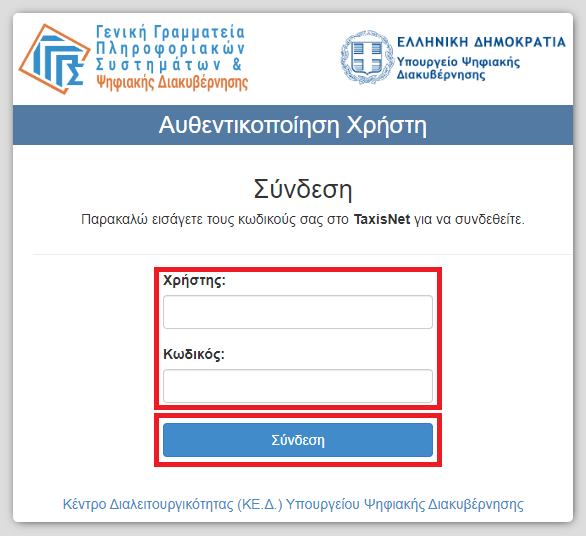 Γενική Γραμματεία
Πληροφοριακών
Συστημάτων &
Ψηφιακής Διακυβέρνησης
ΕΛΛΗΝΙΚΗ ΔΗΜΟΚΡΑΤΙΑ
Υπουργείο Ψηφιακής
Διακυβέρνησης
Αυθεντικοποίηση Χρήστη
Σύνδεση
Παρακαλώ εισάγετε τους κωδικούς σας στο TaxisNet για να συνδεθείτε.
Χρήστης:
Κωδικός:
Σύνδεση
Κέντρο Διαλειτουργικότητας (ΚΕ.Δ.) Υπουργείου Ψηφιακής Διακυβέρνησης